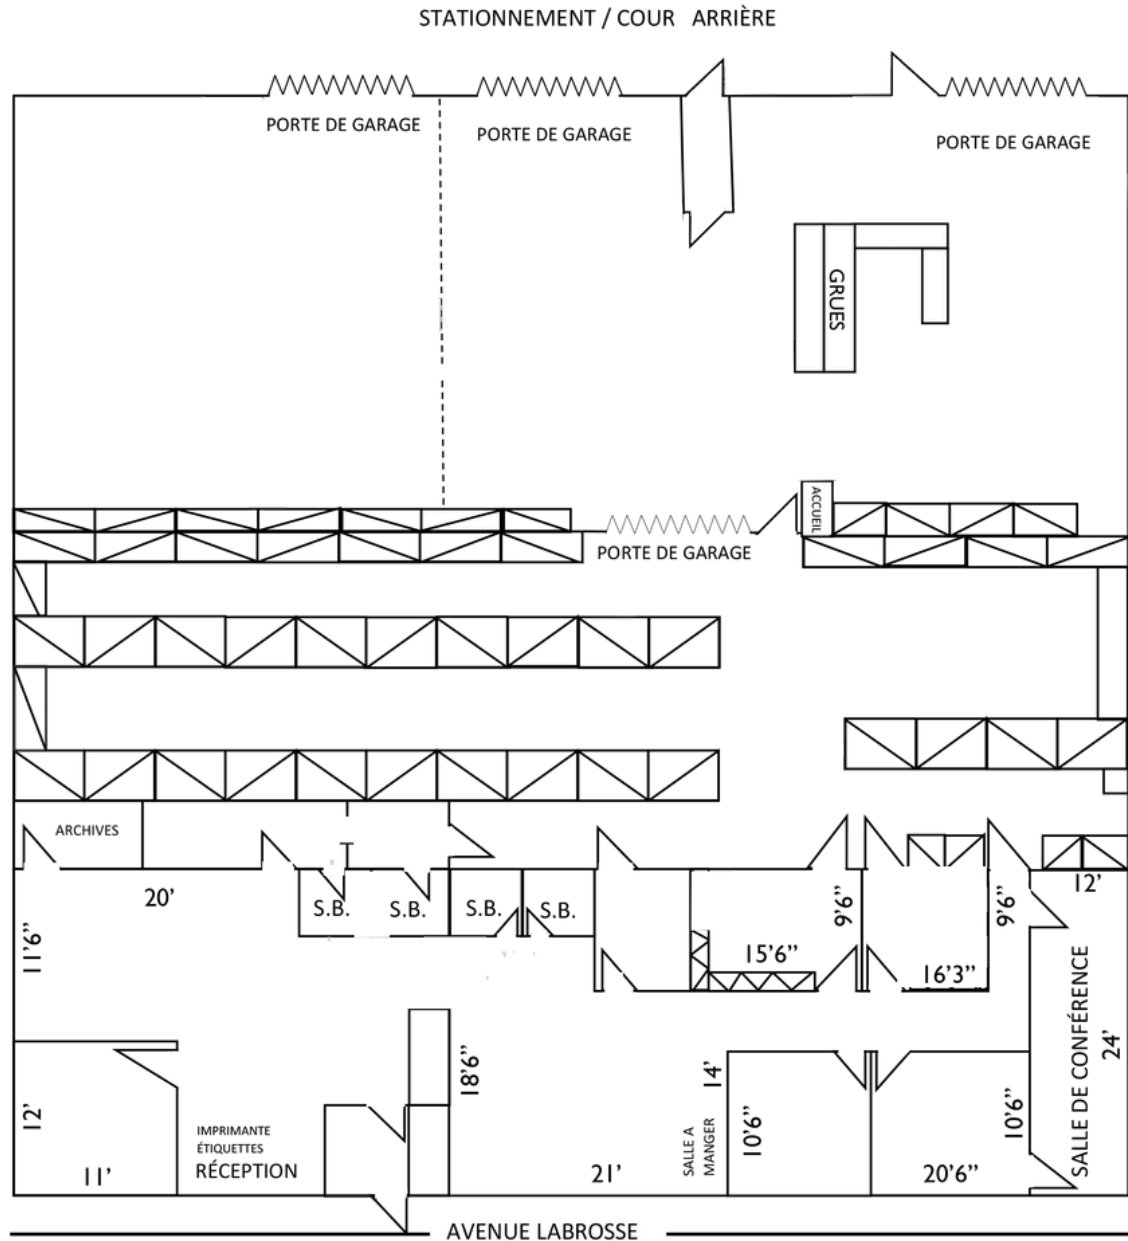 STATIONNEMENT / COUR ARRIÈRE
PORTE DE GARAGE
PORTE DE GARAGE
PORTE DE GARAGE
GRUES
ACCUEIL
PORTE DE GARAGE
ARCHIVES
20'
S.B.
S.B.
S.B.
S.B.
9'6"
9'6"
12'
11'6"
15'6"
16'3"
SALLE DE CONFÉRENCE
24'
18'6"
14'
12'
10'6"
10'6"
IMPRIMANTE
ÉTIQUETTES
RÉCEPTION
SALLE A
MANGER
11'
21'
20'6"
AVENUE LABROSSE